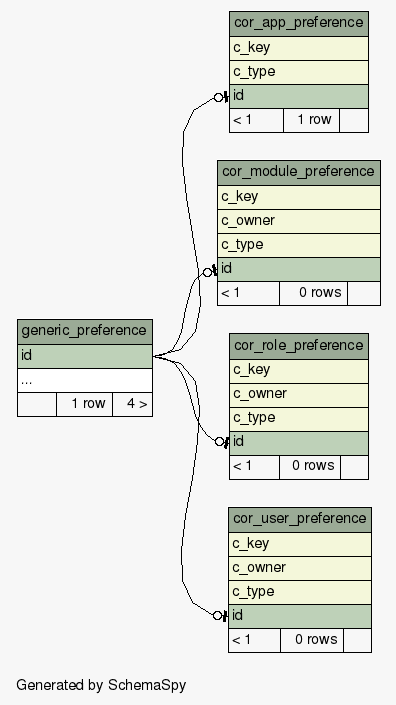 cor_app_preference
c_key
c_type
id
< 1 1 row
cor_module_preference
c_key
c_owner
c_type
id
< 1 0 rows
generic_preference
id
...
1 row 4 >
cor_role_preference
c_key
c_owner
c_type
id
< 1 0 rows
cor_user_preference
c_key
c_owner
c_type
id
< 1 0 rows
Generated by SchemaSpy